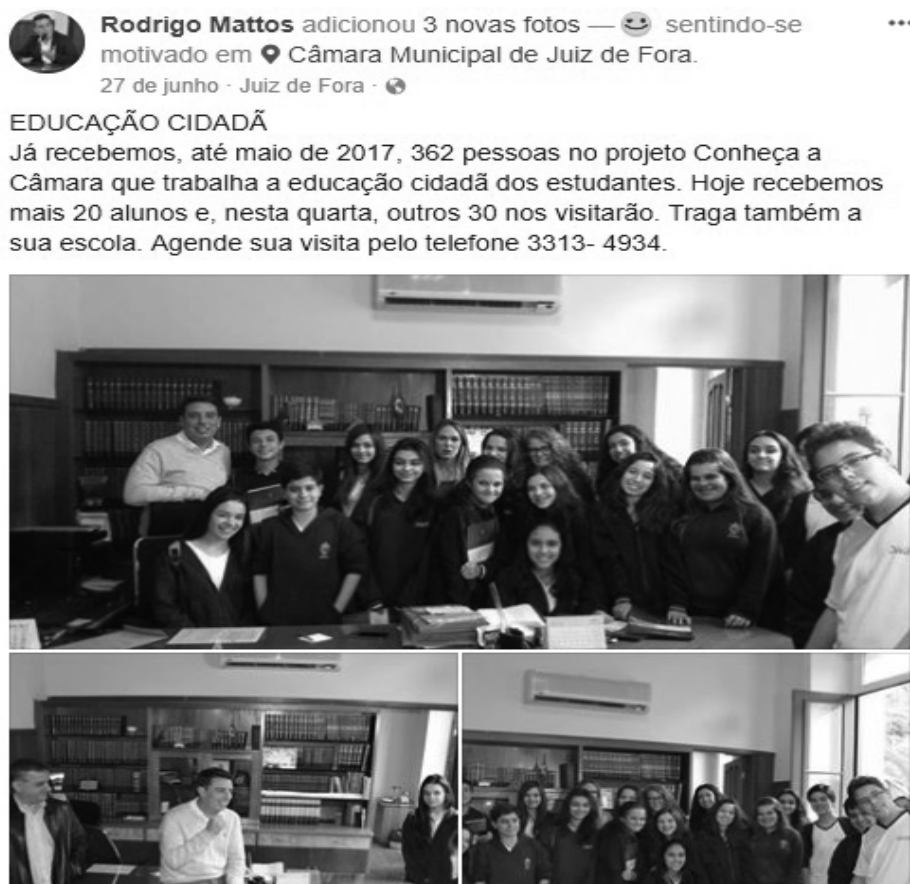 Rodrigo Mattos adicionou 3 novas fotos — sentindo-se
motivado em Câmara Municipal de Juiz de Fora.
27 de junho · Juiz de Fora ·
EDUCAÇÃO CIDADÃ
Já recebemos, até maio de 2017, 362 pessoas no projeto Conheça a
Câmara que trabalha a educação cidadã dos estudantes. Hoje recebemos
mais 20 alunos e, nesta quarta, outros 30 nos visitarão. Traga também a
sua escola. Agende sua visita pelo telefone 3313- 4934.